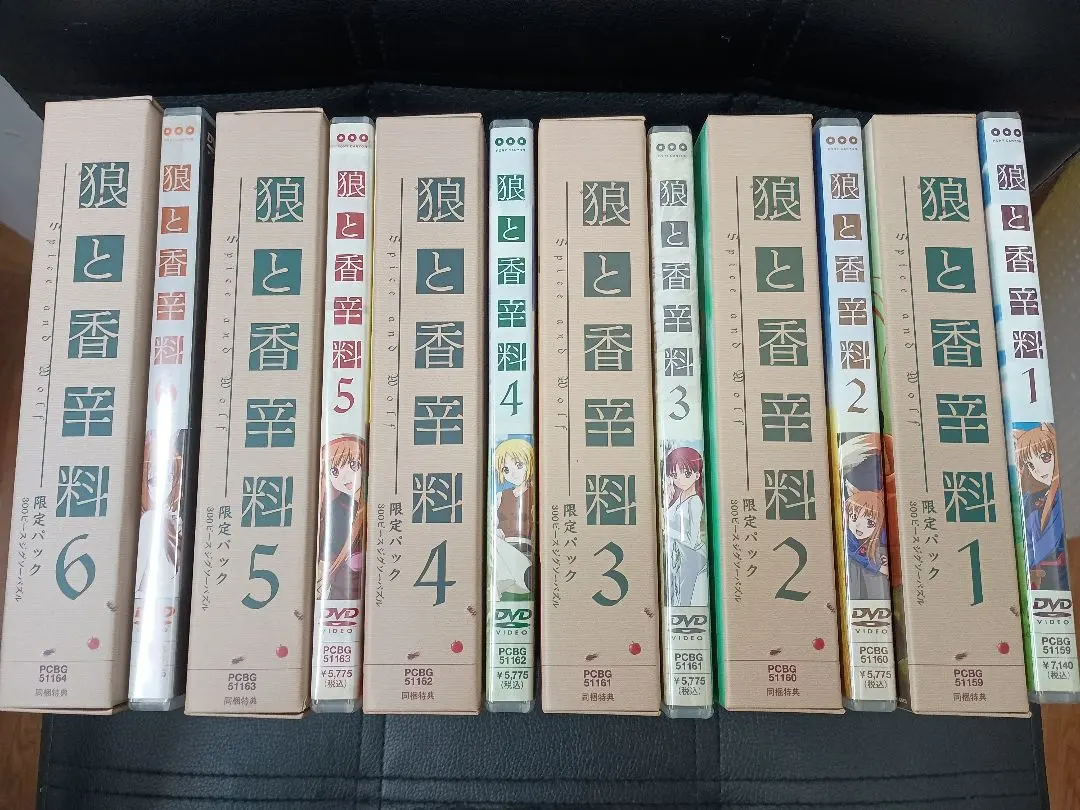 狼と香辛料
Spice and Wolf
限定パック
300ピースジグソーパズル
6
PCBG
51164
同梱特典
狼と香辛料
狼と香辛料
Spice and Wolf
限定パック
300ピースジグソーパズル
5
PCBG
51163
同梱特典
PONY CANYON
狼と香辛料
5
DVD
VIDEO
PCBG
51163
¥5,775
(税込)
狼と香辛料
Spice and Wolf
限定パック
300ピースジグソーパズル
4
PCBG
51162
同梱特典
PONY CANYON
狼と香辛料
4
DVD
VIDEO
PCBG
51162
¥5,775
(税込)
狼と香辛料
Spice and Wolf
限定パック
300ピースジグソーパズル
3
PCBG
51161
同梱特典
PONY CANYON
狼と香辛料
3
DVD
VIDEO
PCBG
51161
¥5,775
(税込)
狼と香辛料
Spice and Wolf
限定パック
300ピースジグソーパズル
2
PCBG
51160
同梱特典
PONY CANYON
狼と香辛料
2
DVD
VIDEO
PCBG
51160
¥5,775
(税込)
狼と香辛料
Spice and Wolf
限定パック
300ピースジグソーパズル
1
PCBG
51159
同梱特典
PONY CANYON
狼と香辛料
1
DVD
VIDEO
PCBG
51159
¥7,140
(税込)